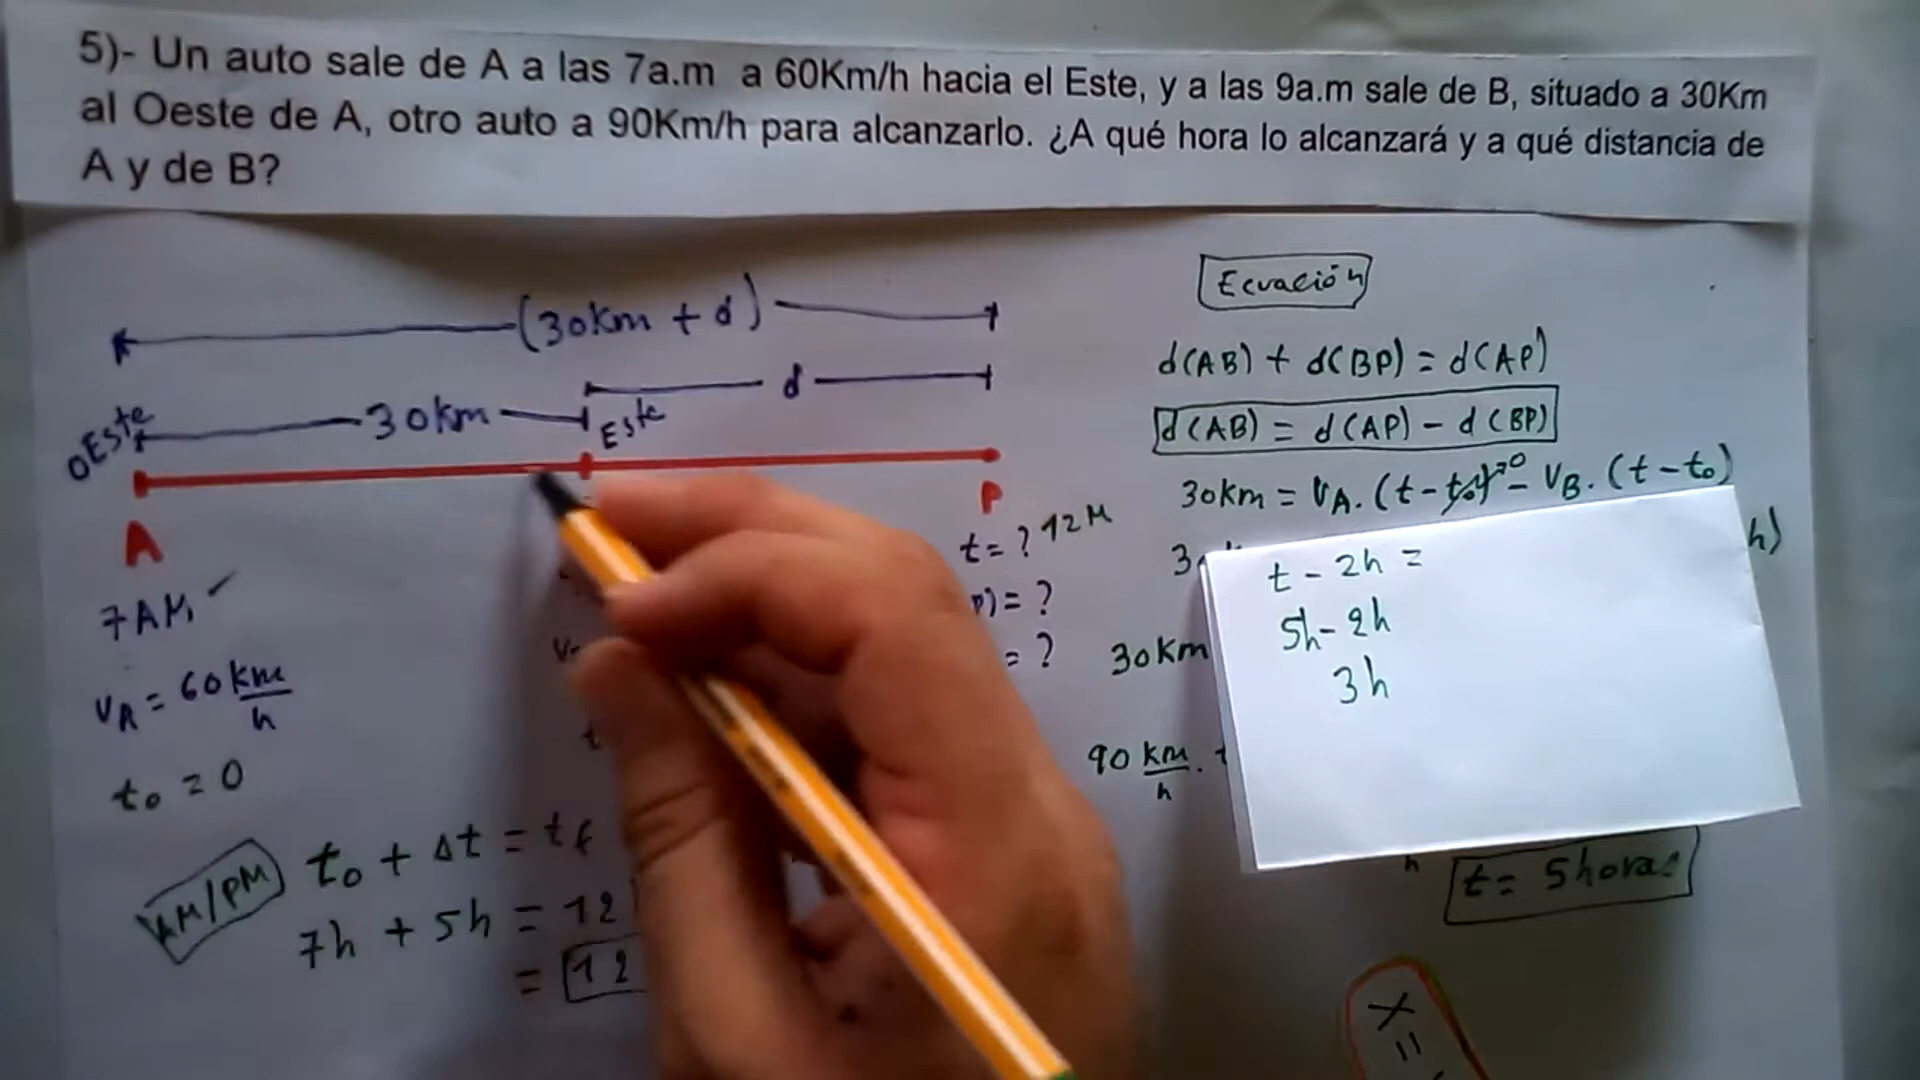 5)- Un auto sale de A a las 7a.m a 60Km/h hacia el Este, y a las 9a.m sale de B, situado a 30Km
al Oeste de A, otro auto a 90Km/h para alcanzarlo. ¿A qué hora lo alcanzará y a qué distancia de
A y de B?
(30km + d)
d
OEste
30km
Este
A
P
7AM
VA = 60 km/h
t₀ = 0
AM/PM
t₀ + Δt = tf
7h + 5h = 12
= 12
t = ? 12M
P) = ?
= ?
Ecuación
d(AB) + d(BP) = d(AP)
d(AB) = d(AP) - d(BP)
30km = VA. (t-t₀)=0 - VB. (t-t₀)
h)
t - 2h =
5h - 2h
3h
30km
90 km/h . t
h
t = 5horas
x =